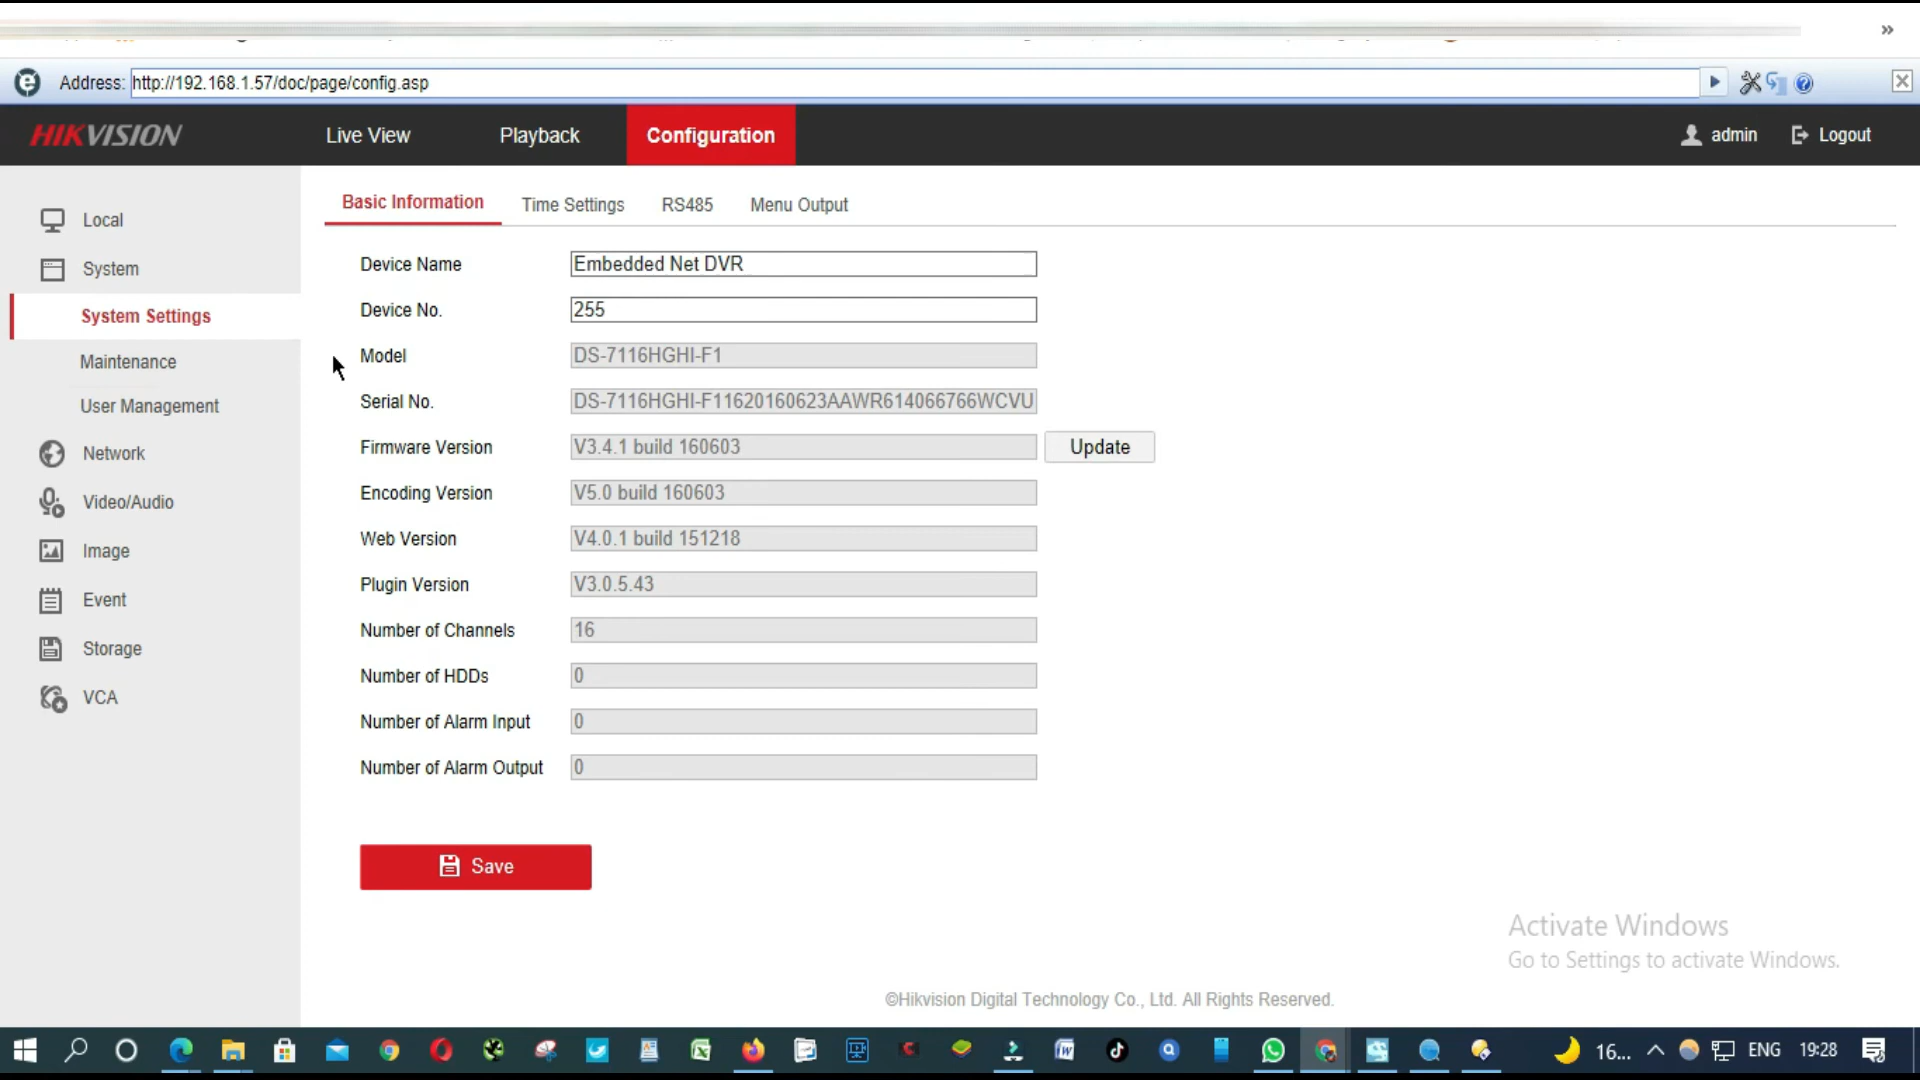 »
Address: http://192.168.1.57/doc/page/config.asp
HIKVISION Live View Playback Configuration admin Logout
Basic Information Time Settings RS485 Menu Output
Local
System
System Settings
Maintenance
User Management
Network
Video/Audio
Image
Event
Storage
VCA
Device Name Embedded Net DVR
Device No. 255
Model DS-7116HGHI-F1
Serial No. DS-7116HGHI-F11620160623AAWR614066766WCVU
Firmware Version V3.4.1 build 160603 Update
Encoding Version V5.0 build 160603
Web Version V4.0.1 build 151218
Plugin Version V3.0.5.43
Number of Channels 16
Number of HDDs 0
Number of Alarm Input 0
Number of Alarm Output 0
Save
Activate Windows
Go to Settings to activate Windows.
©Hikvision Digital Technology Co., Ltd. All Rights Reserved.
16... ENG 19:28